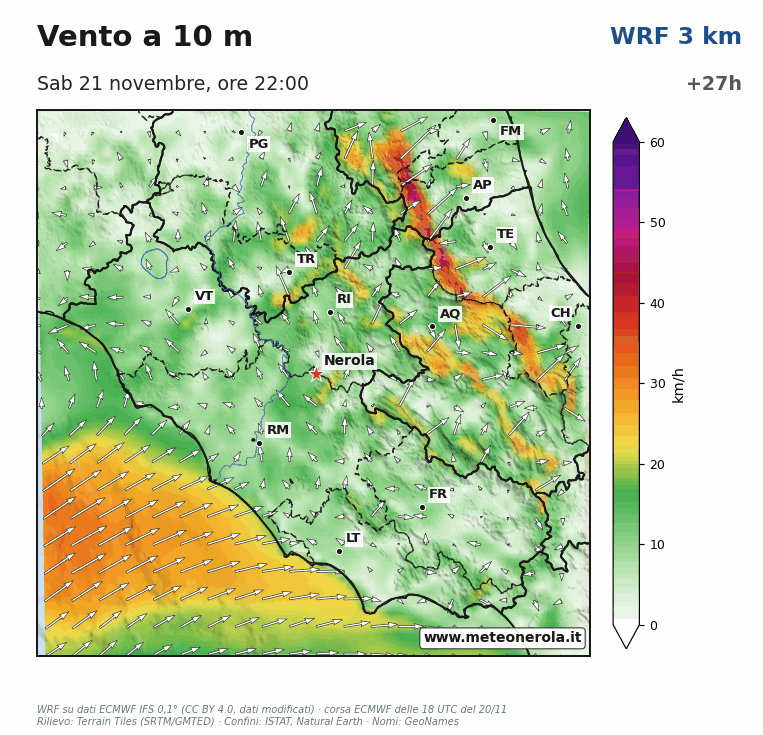 Vento a 10 m
WRF 3 km
Sab 21 novembre, ore 22:00
+27h
PG
FM
AP
TE
TR
VT
RI
AQ
CH
Nerola
RM
FR
LT
www.meteonerola.it
60
50
40
30
20
10
0
km/h
WRF su dati ECMWF IFS 0,1° (CC BY 4.0, dati modificati) · corsa ECMWF delle 18 UTC del 20/11
Rilievo: Terrain Tiles (SRTM/GMTED) · Confini: ISTAT, Natural Earth · Nomi: GeoNames